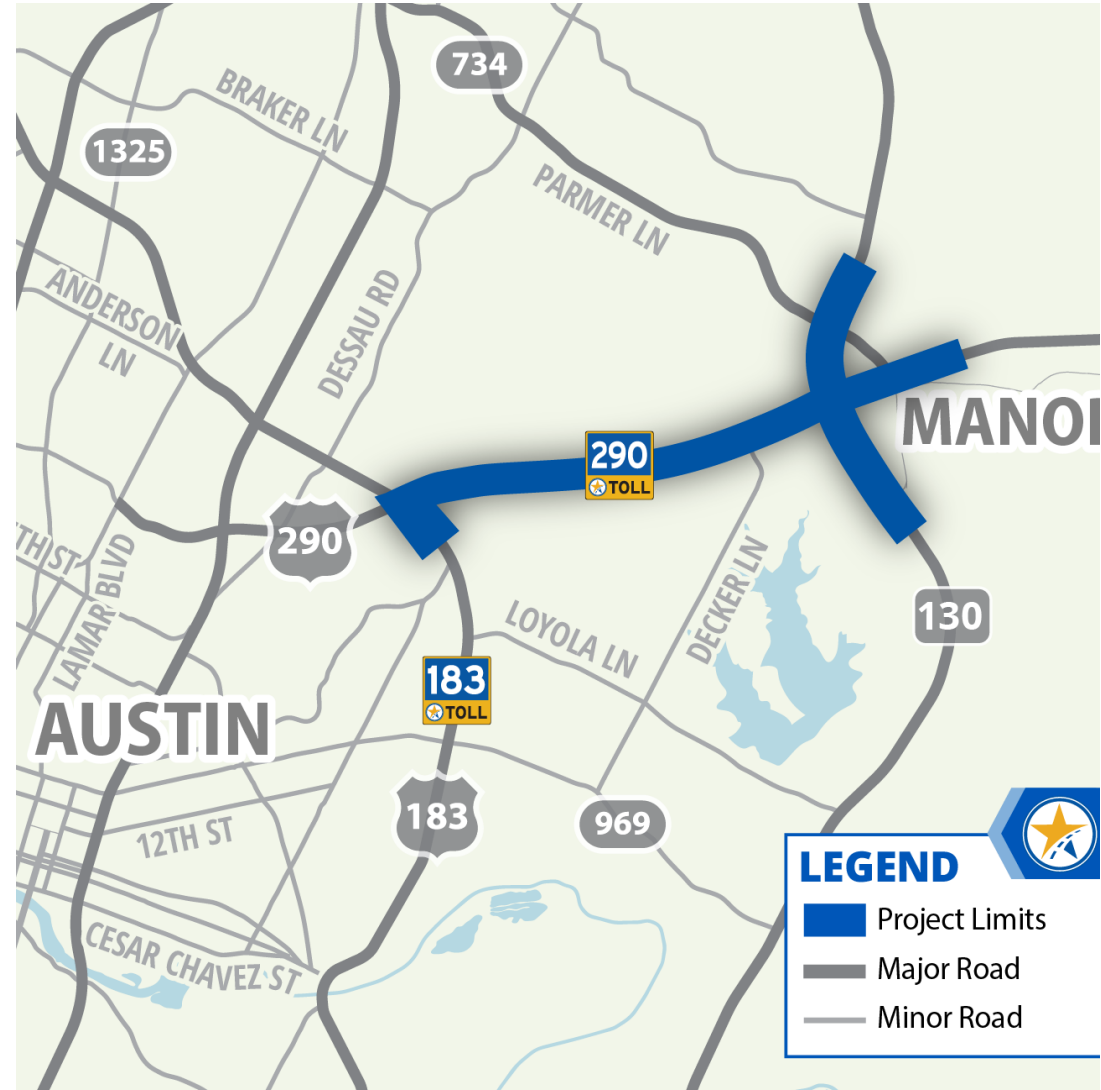 734
BRAKER LN
1325
PARMER LN
ANDERSON
LN
DESSAU RD
MANO
290
TOLL
290
LAMAR BLVD
DECKER LN
LOYOLA LN
130
183
TOLL
AUSTIN
183
969
12TH ST
LEGEND
Project Limits
Major Road
Minor Road
CESAR CHAVEZ ST